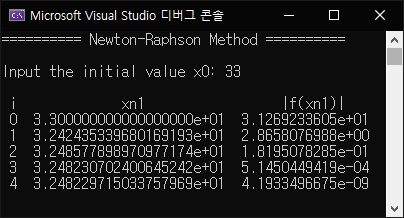 Microsoft Visual Studio 디버그 콘솔
========== Newton-Raphson Method ==========
Input the initial value x0: 33
i xn1 |f(xn1)|
0 3.300000000000000000e+01 3.1269233605e+01
1 3.242435339680169193e+01 2.8658076988e+00
2 3.248577898970977174e+01 1.8195078285e-01
3 3.248230702400645242e+01 5.1450449419e-04
4 3.248229715033757969e+01 4.1933496675e-09